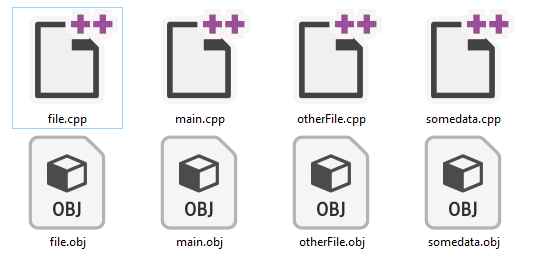 file.cpp
main.cpp
otherFile.cpp
somedata.cpp
OBJ
OBJ
OBJ
OBJ
file.obj
main.obj
otherFile.obj
somedata.obj